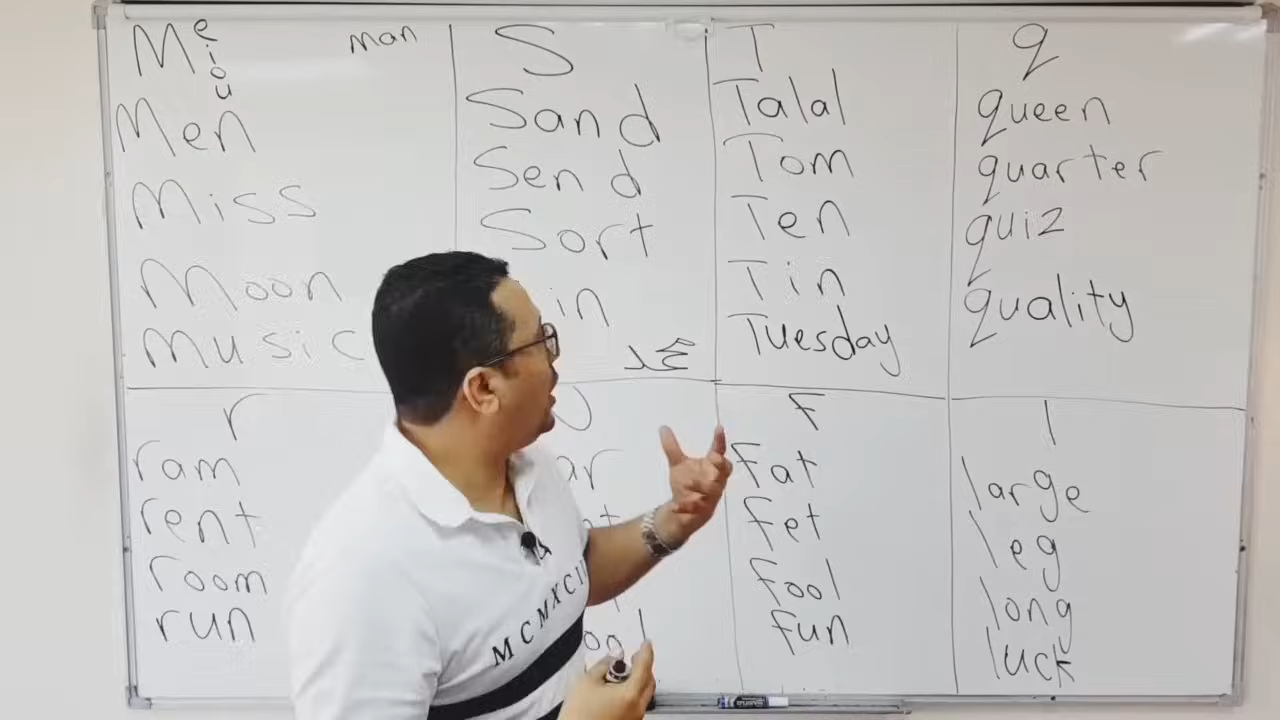 M e i o u man
Men
Miss
Moon
Music
S
Sand
Send
Sort
in
T
Talal
Tom
Ten
Tin
Tuesday
q
queen
quarter
quiz
quality
r
ram
rent
room
run
ar
F
Fat
fet
fool
fun
l
large
leg
long
luck
MCMXCI